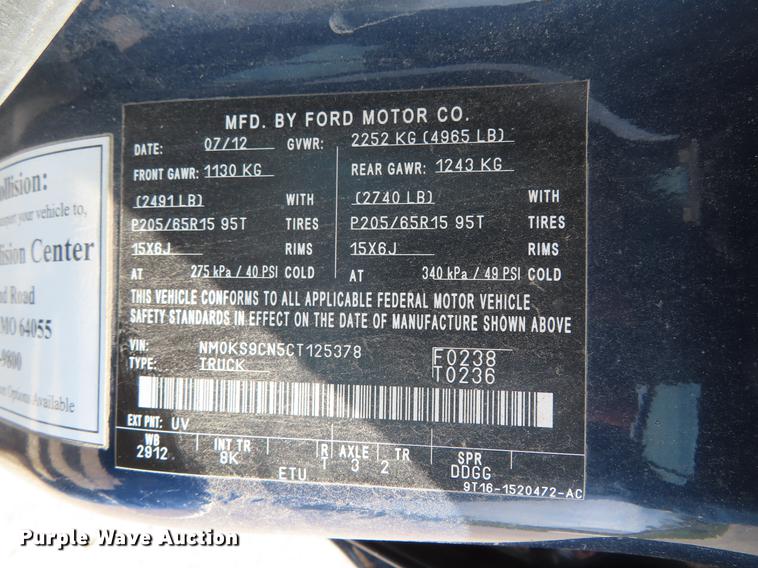 MFD. BY FORD MOTOR CO.
DATE: 07/12 GVWR: 2252 KG (4965 LB)
FRONT GAWR: 1130 KG REAR GAWR: 1243 KG
(2491 LB) WITH (2740 LB) WITH
P205/65R15 95T TIRES P205/65R15 95T TIRES
15X6J RIMS 15X6J RIMS
AT 275 kPa / 40 PSI COLD AT 340 kPa / 49 PSI COLD
THIS VEHICLE CONFORMS TO ALL APPLICABLE FEDERAL MOTOR VEHICLE
SAFETY STANDARDS IN EFFECT ON THE DATE OF MANUFACTURE SHOWN ABOVE
VIN: NM0KS9CN5CT125378 F0238
TYPE: TRUCK T0236
EXT PNT: UV
WB INT TR R AXLE TR SPR
2912 8K T 3 2 DDGG
ETU
9T16-1520472-AC
your vehicle to,
Center
Road
MO 64055
-9800
Options Available
Purple Wave Auction